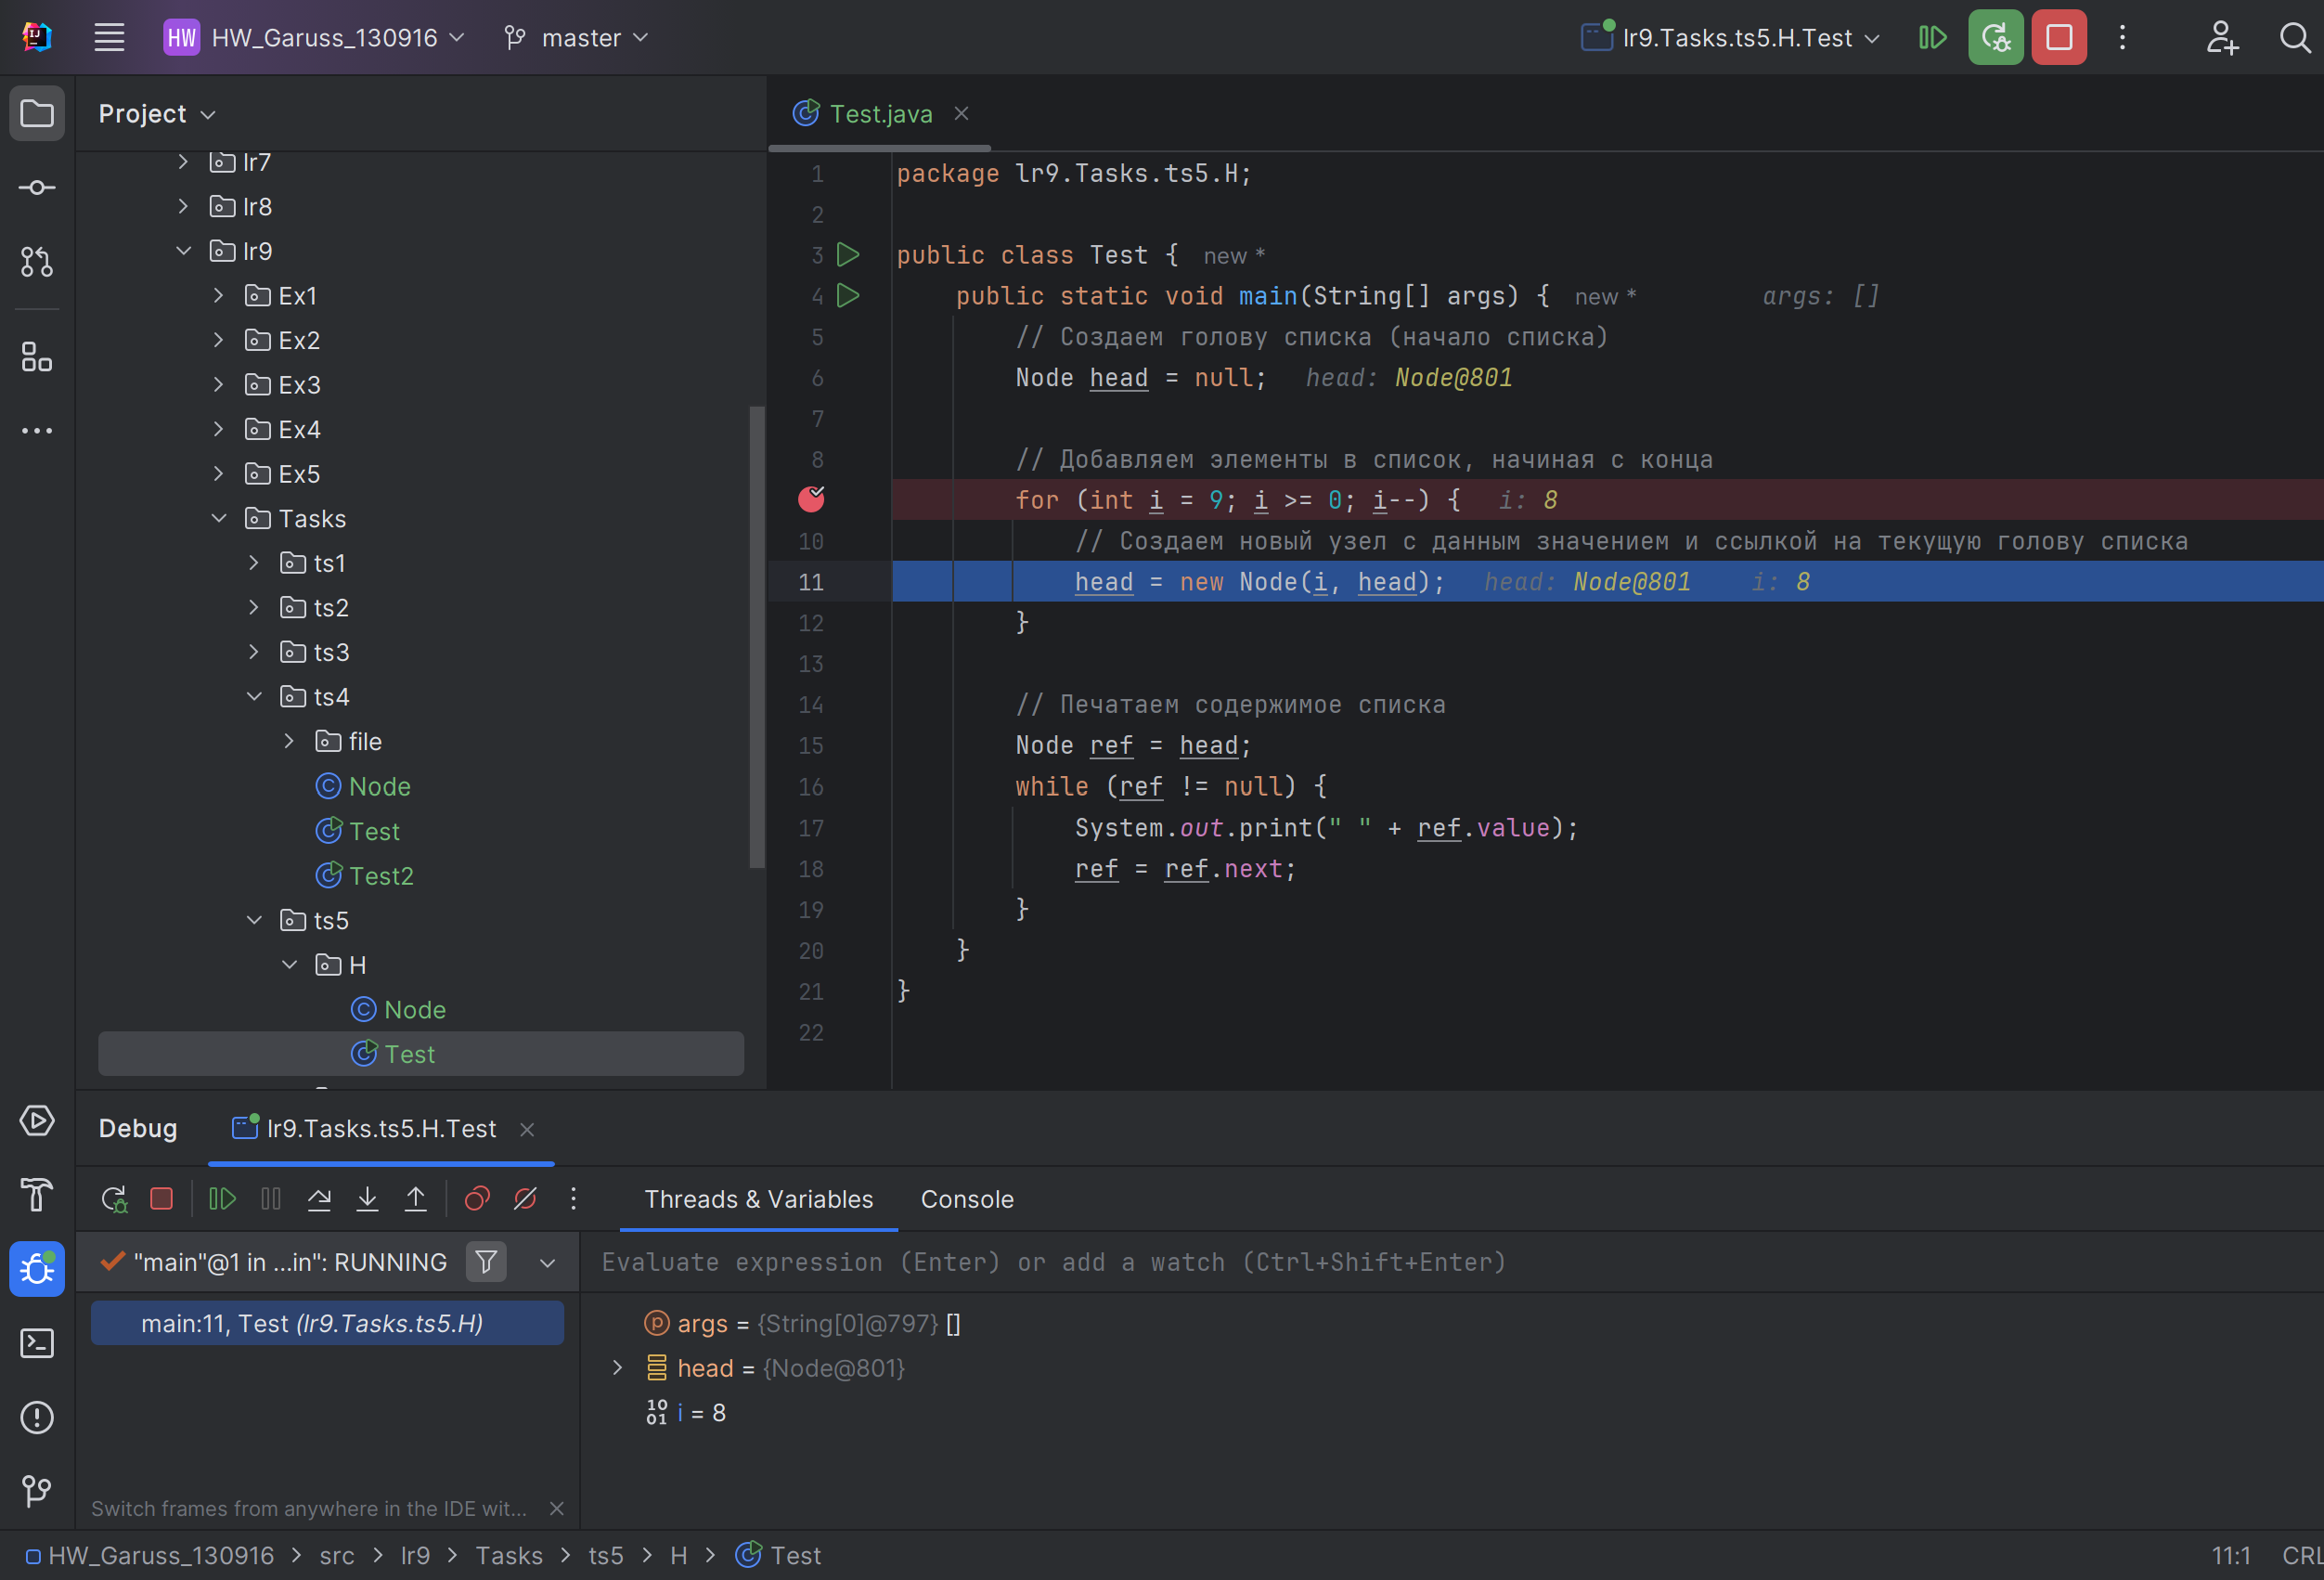 HW HW_Garuss_130916 master lr9.Tasks.ts5.H.Test
Project
lr7
lr8
lr9
Ex1
Ex2
Ex3
Ex4
Ex5
Tasks
ts1
ts2
ts3
ts4
file
Node
Test
Test2
ts5
H
Node
Test
Test.java
1 package lr9.Tasks.ts5.H;
2
3 public class Test { new *
4 public static void main(String[] args) { new * args: []
5 // Создаем голову списка (начало списка)
6 Node head = null; head: Node@801
7
8 // Добавляем элементы в список, начиная с конца
for (int i = 9; i >= 0; i--) { i: 8
10 // Создаем новый узел с данным значением и ссылкой на текущую голову списка
11 head = new Node(i, head); head: Node@801 i: 8
12 }
13
14 // Печатаем содержимое списка
15 Node ref = head;
16 while (ref != null) {
17 System.out.print(" " + ref.value);
18 ref = ref.next;
19 }
20 }
21 }
22
Debug lr9.Tasks.ts5.H.Test
Threads & Variables Console
"main"@1 in ...in": RUNNING
Evaluate expression (Enter) or add a watch (Ctrl+Shift+Enter)
main:11, Test (lr9.Tasks.ts5.H)
args = {String[0]@797} []
head = {Node@801}
i = 8
Switch frames from anywhere in the IDE wit...
HW_Garuss_130916 > src > lr9 > Tasks > ts5 > H > Test 11:1 CRL